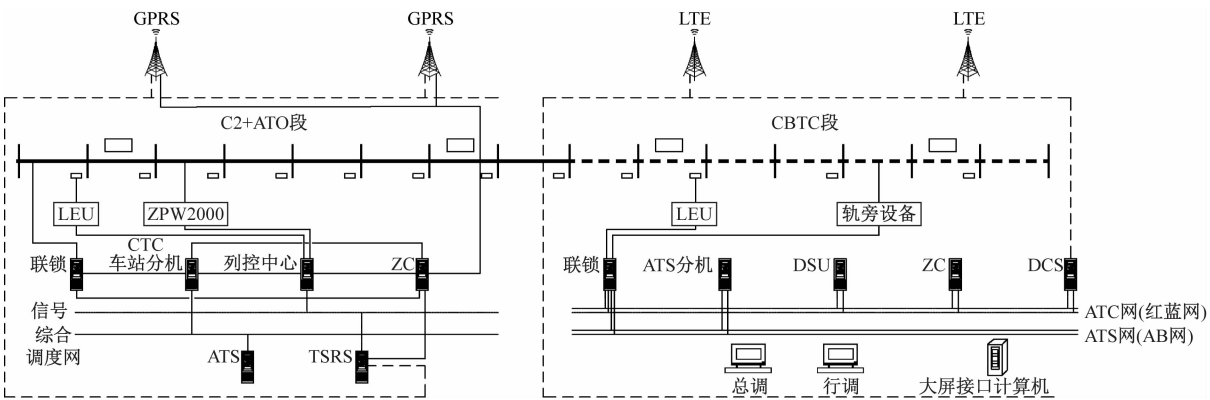 GPRS
GPRS
LTE
LTE
C2+ATO段
CBTC段
LEU
ZPW2000
LEU
轨旁设备
联锁
CTC
车站分机
列控中心
ZC
联锁
ATS分机
DSU
ZC
DCS
信号
ATC网(红蓝网)
综合
ATS网(AB网)
调度网
ATS
TSRS
总调
行调
大屏接口计算机